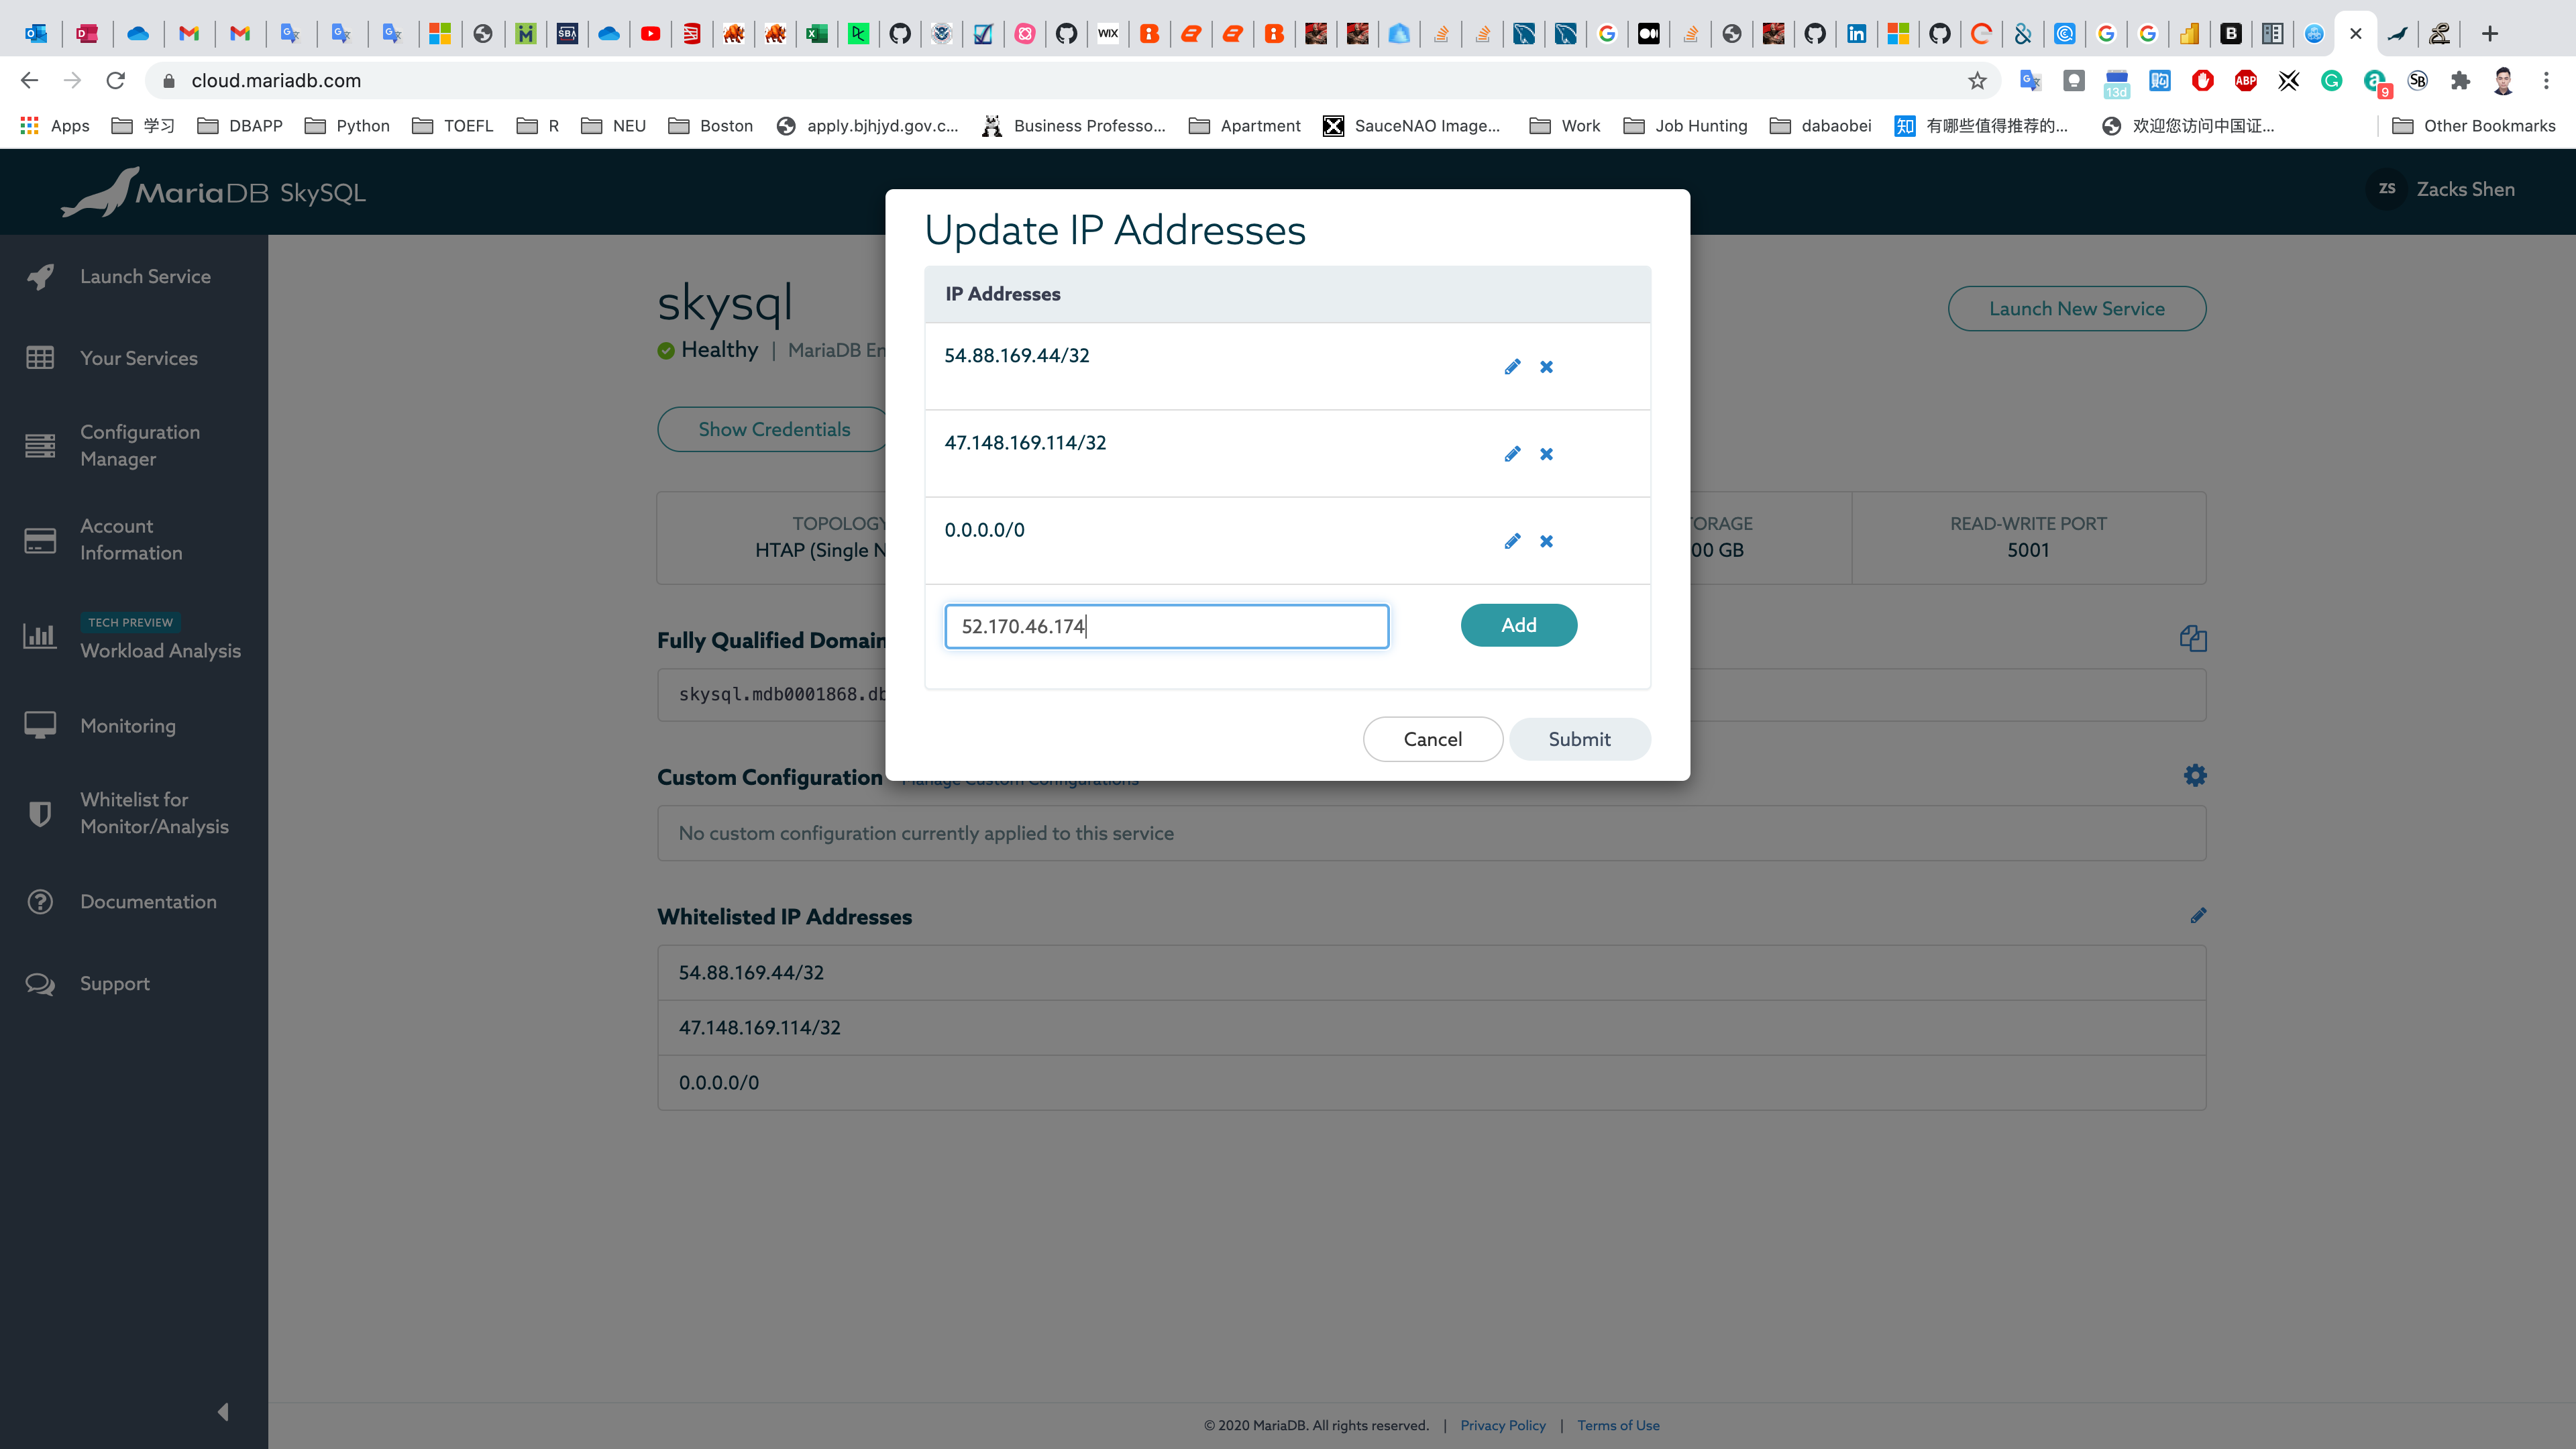 cloud.mariadb.com
13d
ABP
9
Apps
学习
DBAPP
Python
TOEFL
R
NEU
Boston
apply.bjhjyd.gov.c...
Business Professo...
Apartment
SauceNAO Image...
Work
Job Hunting
dabaobei
有哪些值得推荐的...
欢迎您访问中国证...
Other Bookmarks
MariaDB SkySQL
ZS Zacks Shen
Launch Service
Your Services
Configuration
Manager
Account
Information
TECH PREVIEW
Workload Analysis
Monitoring
Whitelist for
Monitor/Analysis
Documentation
Support
skysql
Healthy | MariaDB En
Launch New Service
Show Credentials
TOPOLOGY
HTAP (Single N
ORAGE
00 GB
READ-WRITE PORT
5001
Update IP Addresses
IP Addresses
54.88.169.44/32
47.148.169.114/32
0.0.0.0/0
52.170.46.174
Add
Cancel
Submit
Fully Qualified Domain
skysql.mdb0001868.db
Custom Configuration Manage Custom Configurations
No custom configuration currently applied to this service
Whitelisted IP Addresses
54.88.169.44/32
47.148.169.114/32
0.0.0.0/0
© 2020 MariaDB. All rights reserved. | Privacy Policy | Terms of Use